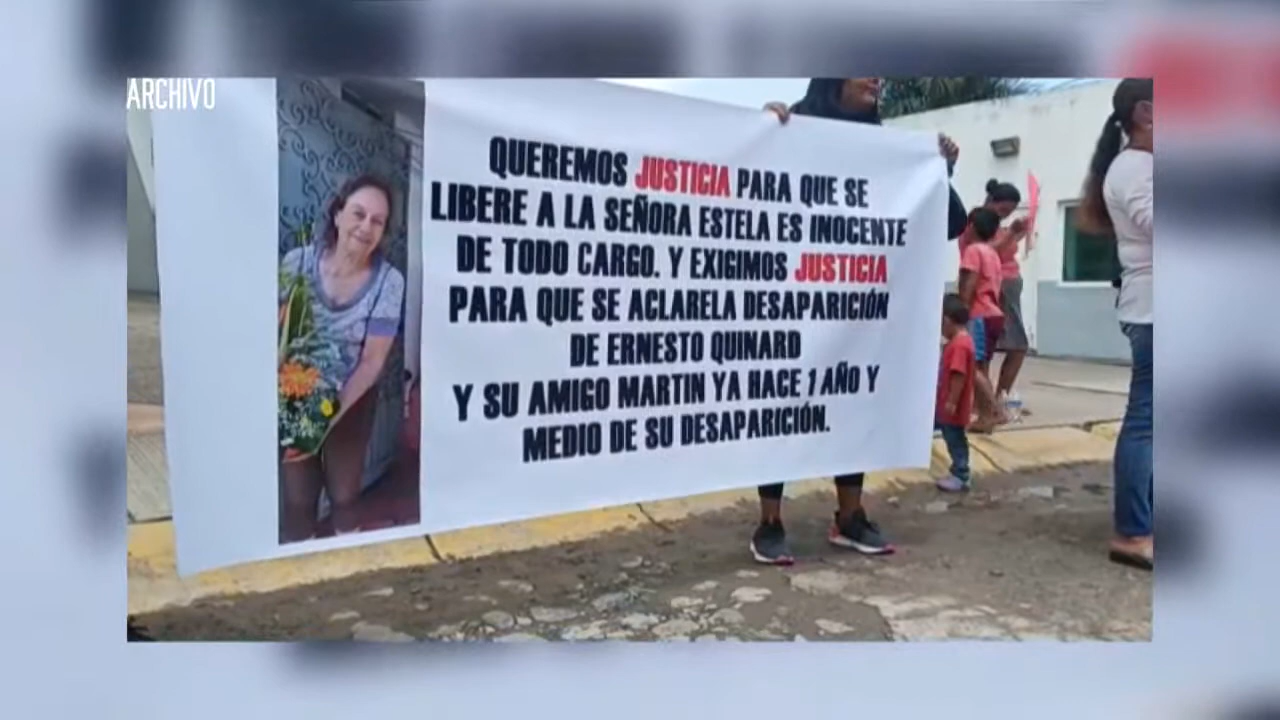 ARCHIVO
QUEREMOS JUSTICIA PARA QUE SE
LIBERE A LA SEÑORA ESTELA ES INOCENTE
DE TODO CARGO. Y EXIGIMOS JUSTICIA
PARA QUE SE ACLARELA DESAPARICIÓN
DE ERNESTO QUINARD
Y SU AMIGO MARTIN YA HACE 1 AÑO Y
MEDIO DE SU DESAPARICIÓN.